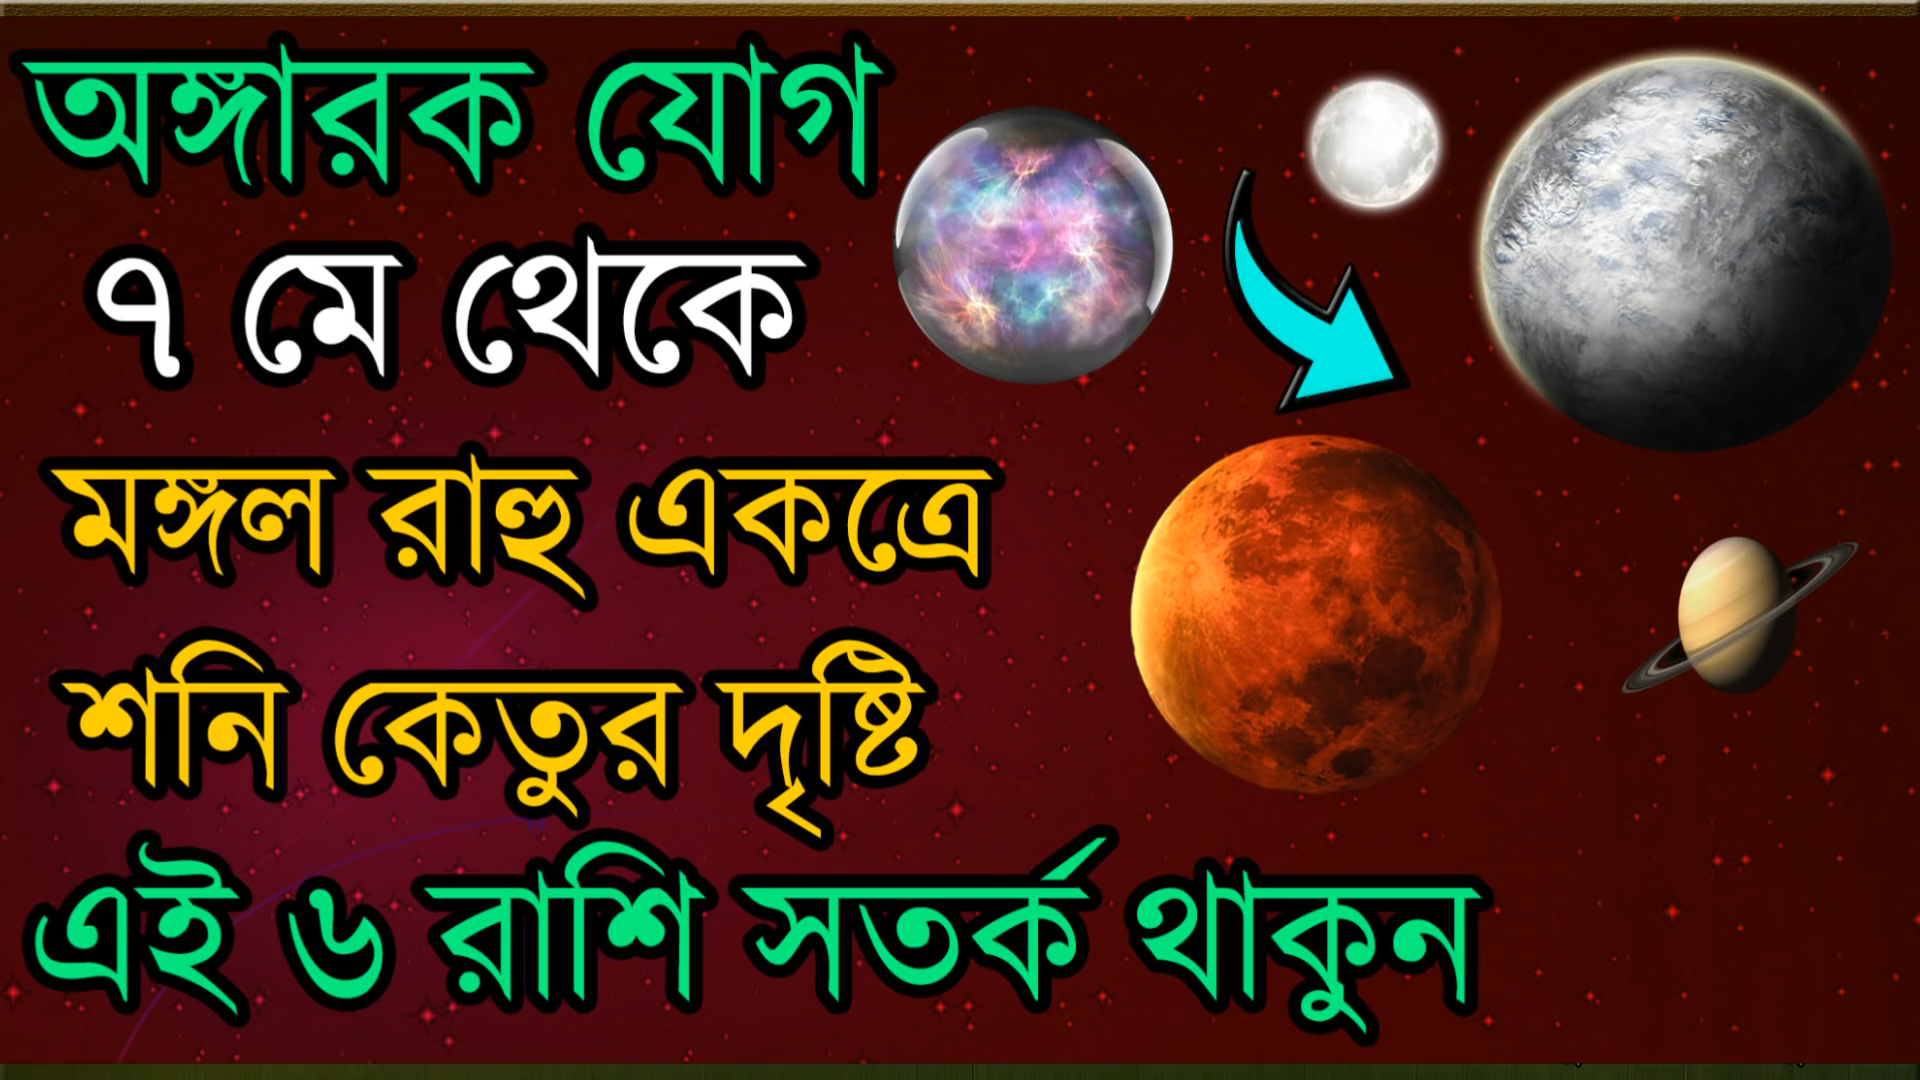 অঙ্গারক যোগ
৭ মে থেকে
মঙ্গল রাহু একত্রে
শনি কেতুর দৃষ্টি
এই ৬ রাশি সতর্ক থাকুন